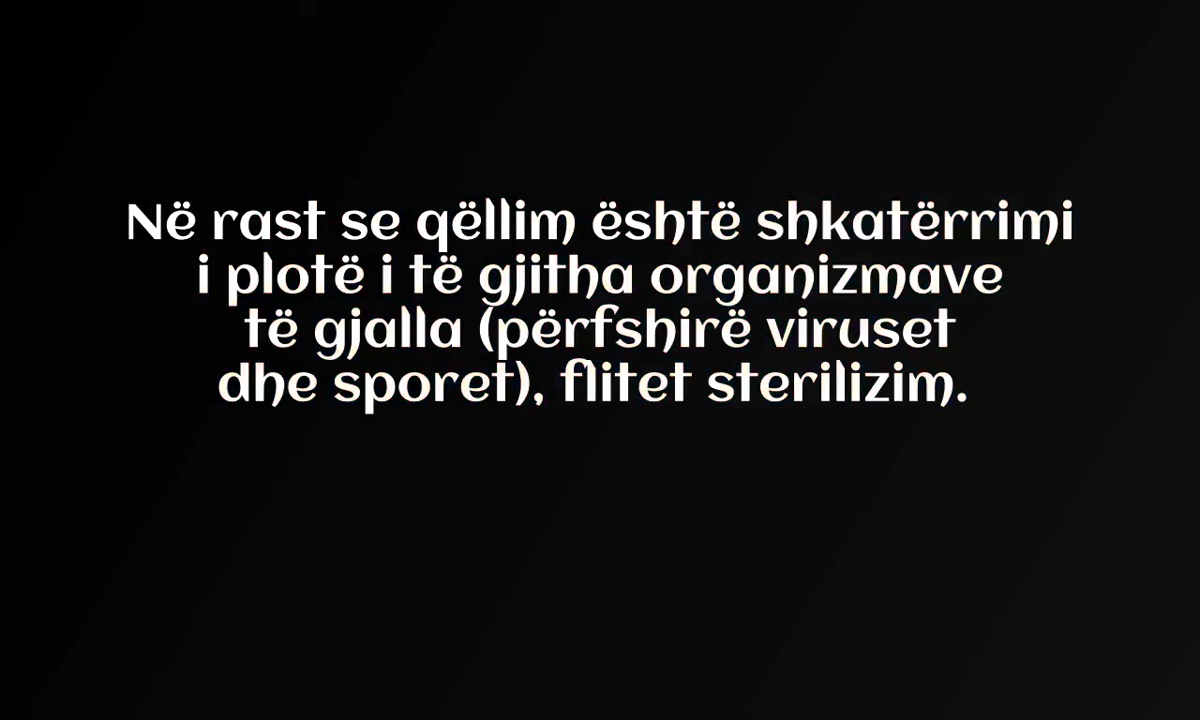 Në rast se qëllim është shkatërrimi
i plotë i të gjitha organizmave
të gjalla (përfshirë viruset
dhe sporet), flitet sterilizim.